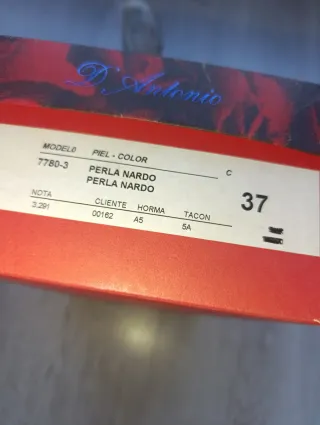 D'Antonio
MODELO PIEL - COLOR C
7780-3 PERLA NARDO 37
PERLA NARDO
NOTA CLIENTE HORMA TACON
3.291 00162 A5 5A